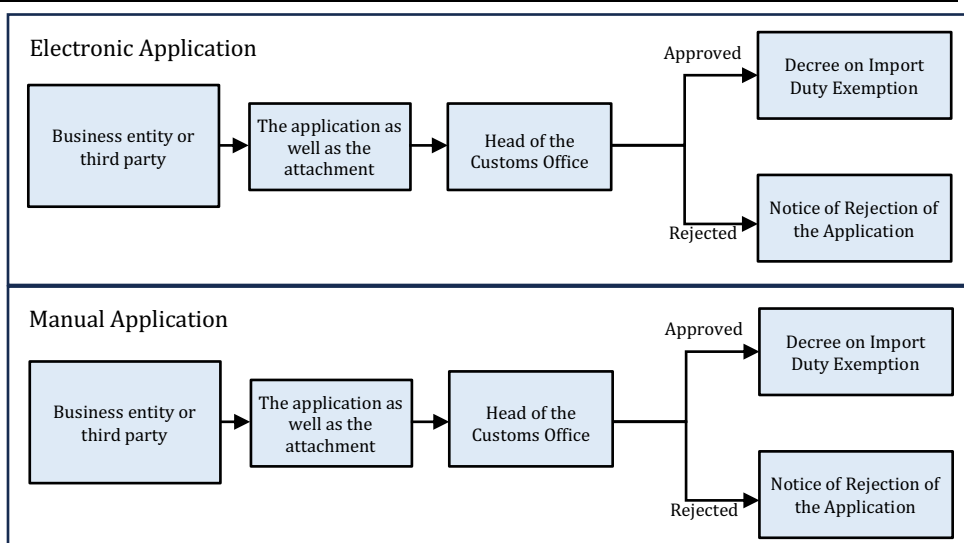 Electronic Application
Business entity or
third party
The application as
well as the
attachment
Head of the
Customs Office
Approved
Decree on Import
Duty Exemption
Rejected
Notice of Rejection of
the Application
Manual Application
Business entity or
third party
The application as
well as the
attachment
Head of the
Customs Office
Approved
Decree on Import
Duty Exemption
Rejected
Notice of Rejection of
the Application